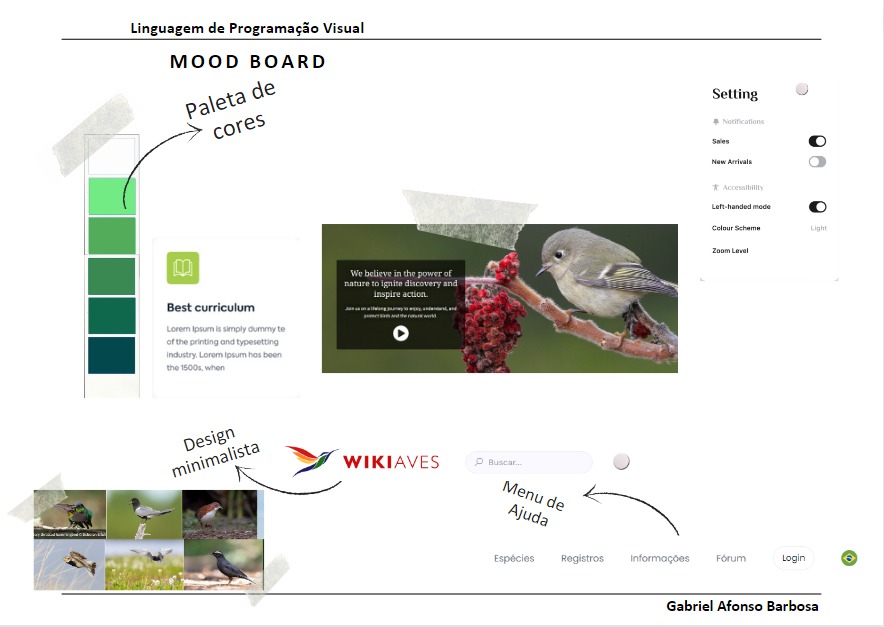 Linguagem de Programação Visual
MOOD BOARD
Paleta de
cores
Setting
Notifications
Sales
New Arrivals
Accessibility
Left-handed mode
Colour Scheme
Light
Zoom Level
Best curriculum
Lorem Ipsum is simply dummy te
of the printing and typesetting
industry. Lorem Ipsum has been
the 1500s, when
We believe in the power of
nature to ignite discovery and
inspire action.
Join us on a lifelong journey to enjoy, understand, and
protect birds and the natural world.
Design
minimalista
WIKIAVES
Buscar...
Menu de
Ajuda
Espécies
Registros
Informações
Fórum
Login
Gabriel Afonso Barbosa